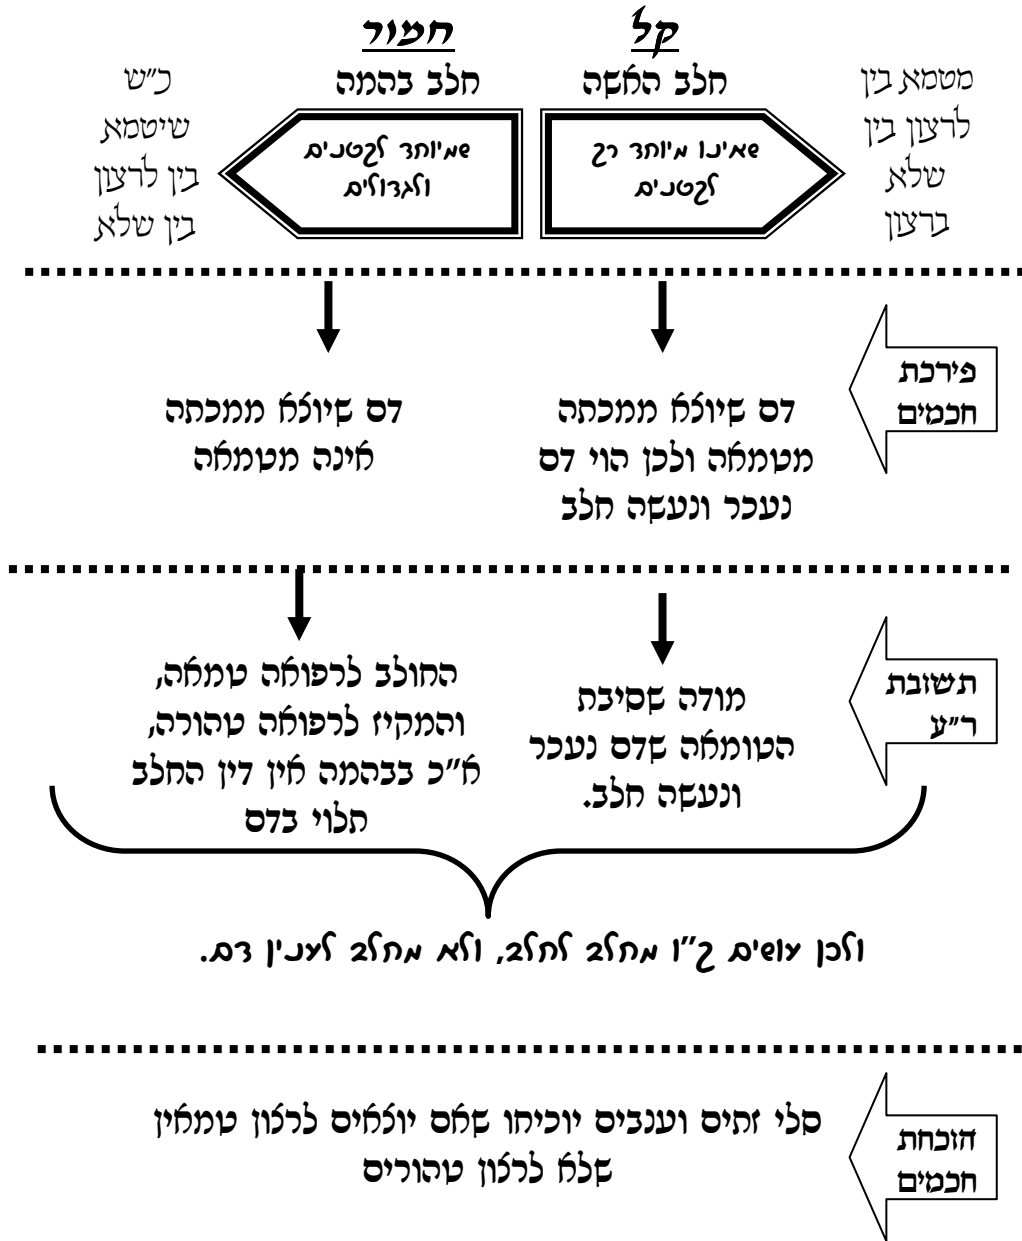 קל
חלב האשה
מטמא בין
לרצון בין
שלא
ברצון
שאינו מיוחד רק
לקטנים
חמור
חלב בהמה
שמיוחד לקטנים
ולגדולים
כ"ש
שיטמא
בין לרצון
בין שלא
פירכת
חכמים
דם שיוצא ממכתה
מטמאה ולכן הוי דם
נעכר ונעשה חלב
דם שיוצא ממכתה
אינה מטמאה
תשובת
ר"ע
מודה שסיבת
הטומאה שדם נעכר
ונעשה חלב.
החולב לרפואה טמאה,
והמקיז לרפואה טהורה,
א"כ בבהמה אין דין החלב
תלוי בדם
ולכן עושים ק"ו מחלב לחלב, ולא מחלב לענין דם.
הוכחת
חכמים
סלי זתים וענבים יוכיחו שאם יוצאים לרצון טמאין
שלא לרצון טהורים